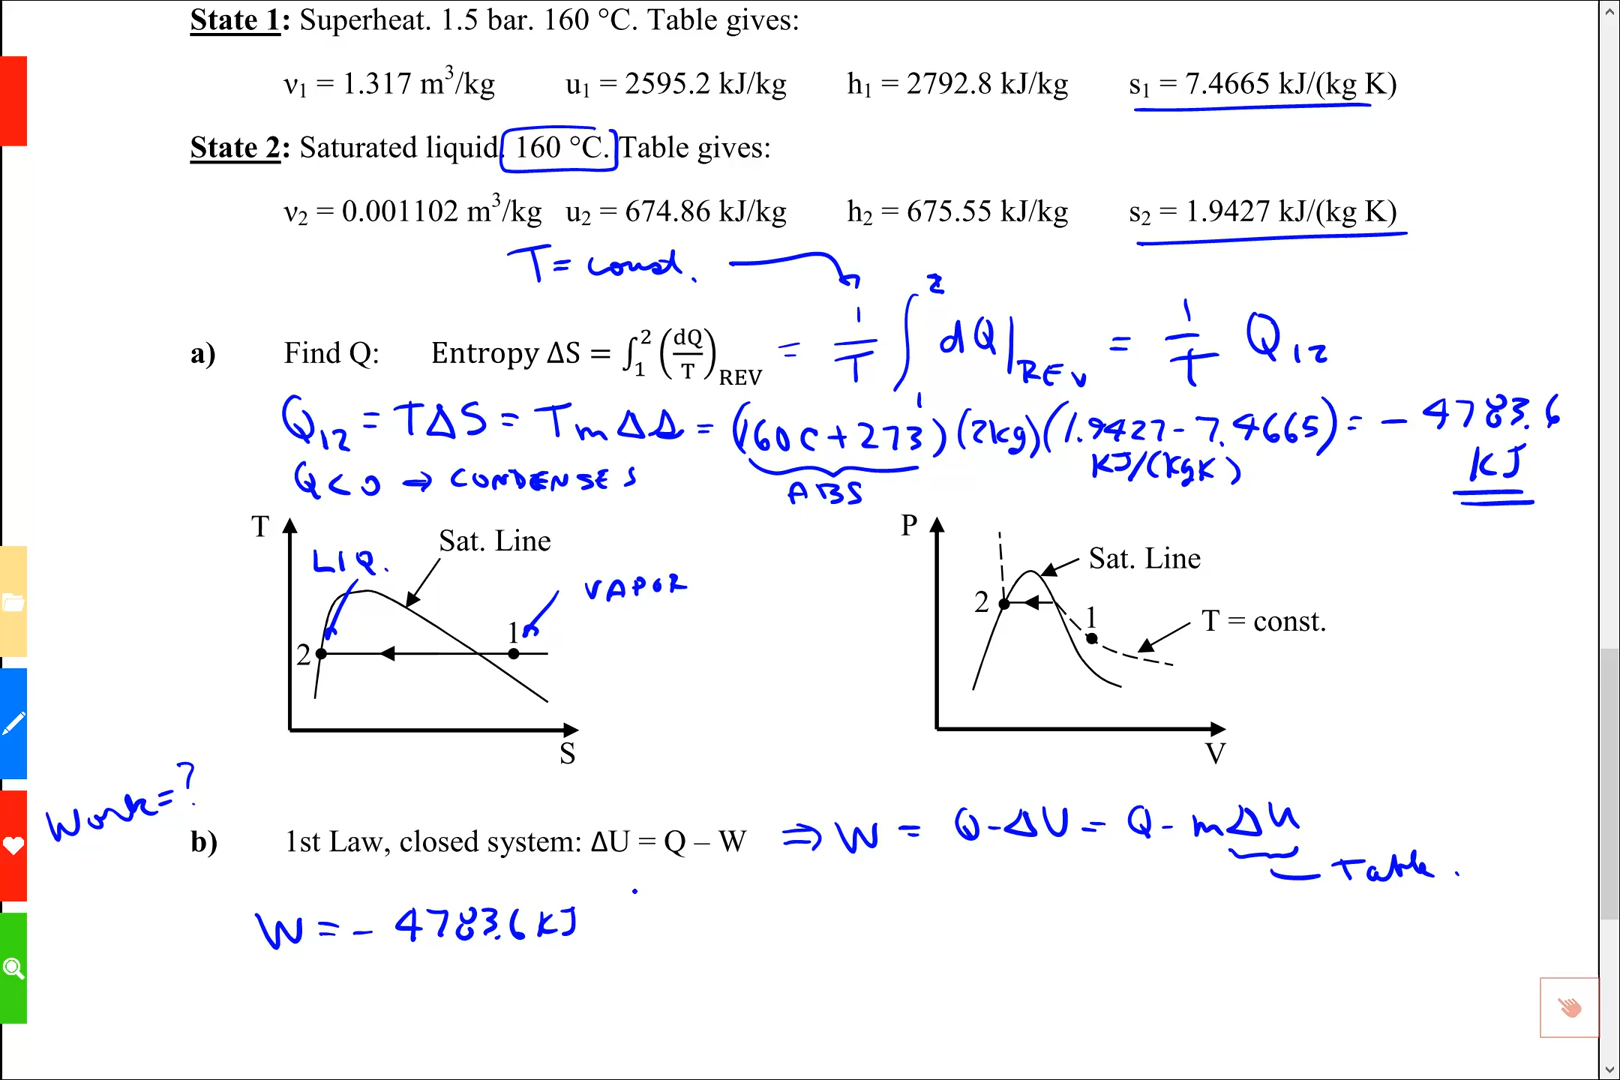 State 1: Superheat. 1.5 bar. 160 °C. Table gives:
ν₁ = 1.317 m³/kg u₁ = 2595.2 kJ/kg h₁ = 2792.8 kJ/kg s₁ = 7.4665 kJ/(kg K)
State 2: Saturated liquid. 160 °C. Table gives:
ν₂ = 0.001102 m³/kg u₂ = 674.86 kJ/kg h₂ = 675.55 kJ/kg s₂ = 1.9427 kJ/(kg K)
T = const.
a) Find Q: Entropy ΔS = ∫₁² (dQ/T)REV = 1/T ∫₁² dQ|REV = 1/T Q₁₂
Q₁₂ = TΔS = TmΔs = (160C+273)(2kg)(1.9427-7.4665) = -4783.6
KJ/(kgK) KJ
Q<0 → CONDENSES ABS
T LIQ. Sat. Line VAPOR 2 1 S
P Sat. Line 2 1 T = const. V
Work=?
b) 1st Law, closed system: ΔU = Q – W ⇒ W = Q-ΔU = Q - mΔu
Table.
W = - 4783.6 KJ